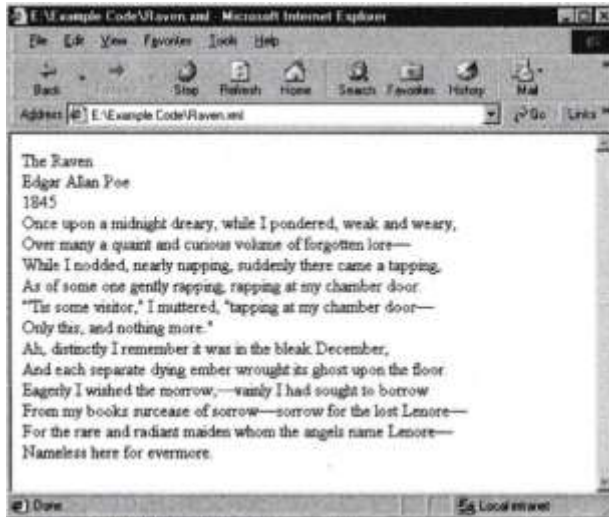 E:\Example Code\Raven.xml - Microsoft Internet Explorer
File Edit View Favorites Tools Help
Back Stop Refresh Home Search Favorites History Mail
Address E:\Example Code\Raven.xml Go Links »
The Raven
Edgar Allan Poe
1845
Once upon a midnight dreary, while I pondered, weak and weary,
Over many a quaint and curious volume of forgotten lore—
While I nodded, nearly napping, suddenly there came a tapping,
As of some one gently rapping, rapping at my chamber door.
"'Tis some visitor," I muttered, "tapping at my chamber door—
Only this, and nothing more."
Ah, distinctly I remember it was in the bleak December,
And each separate dying ember wrought its ghost upon the floor.
Eagerly I wished the morrow,—vainly I had sought to borrow
From my books surcease of sorrow—sorrow for the lost Lenore—
For the rare and radiant maiden whom the angels name Lenore—
Nameless here for evermore.
Done Local intranet